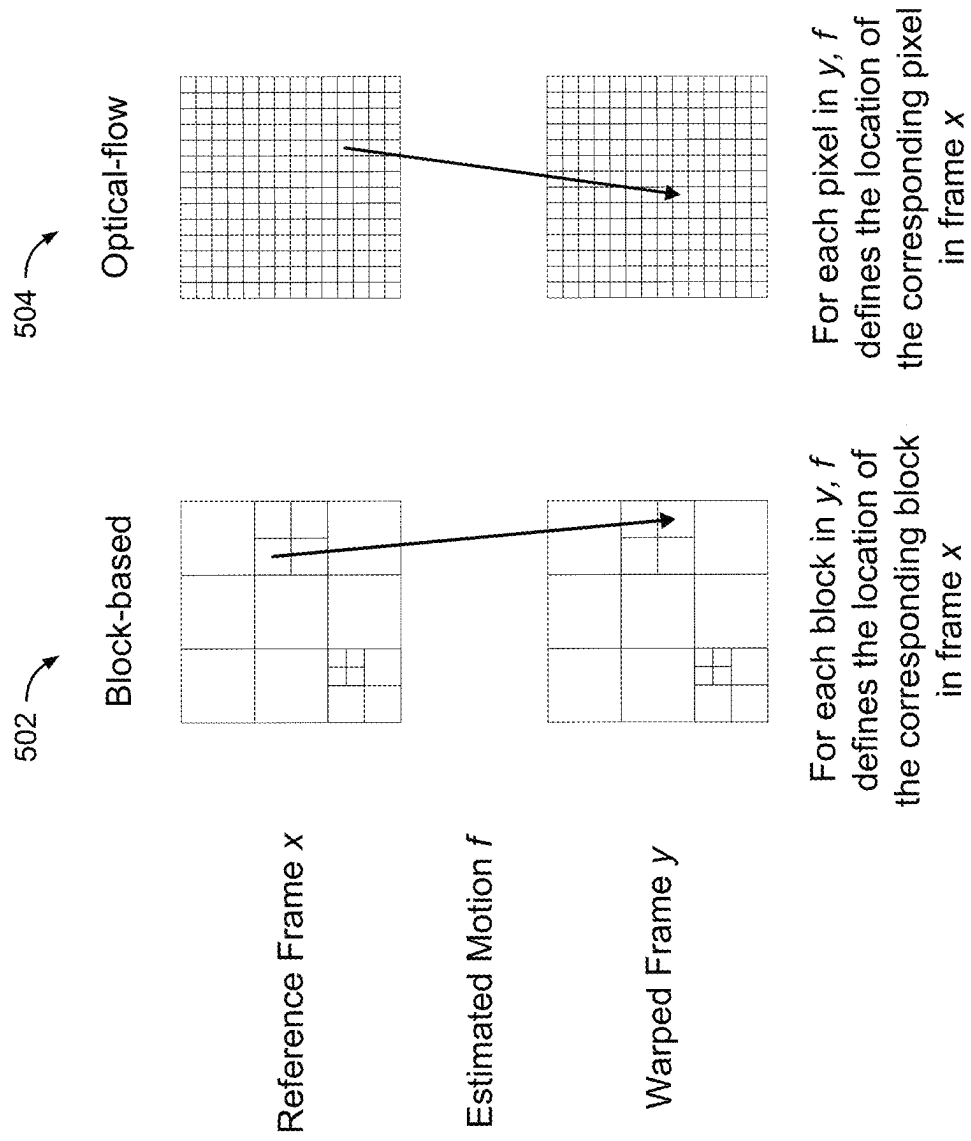 502
504
Block-based
Optical-flow
Reference Frame x
Estimated Motion f
Warped Frame y
For each block in y, f
defines the location of
the corresponding block
in frame x
For each pixel in y, f
defines the location of
the corresponding pixel
in frame x